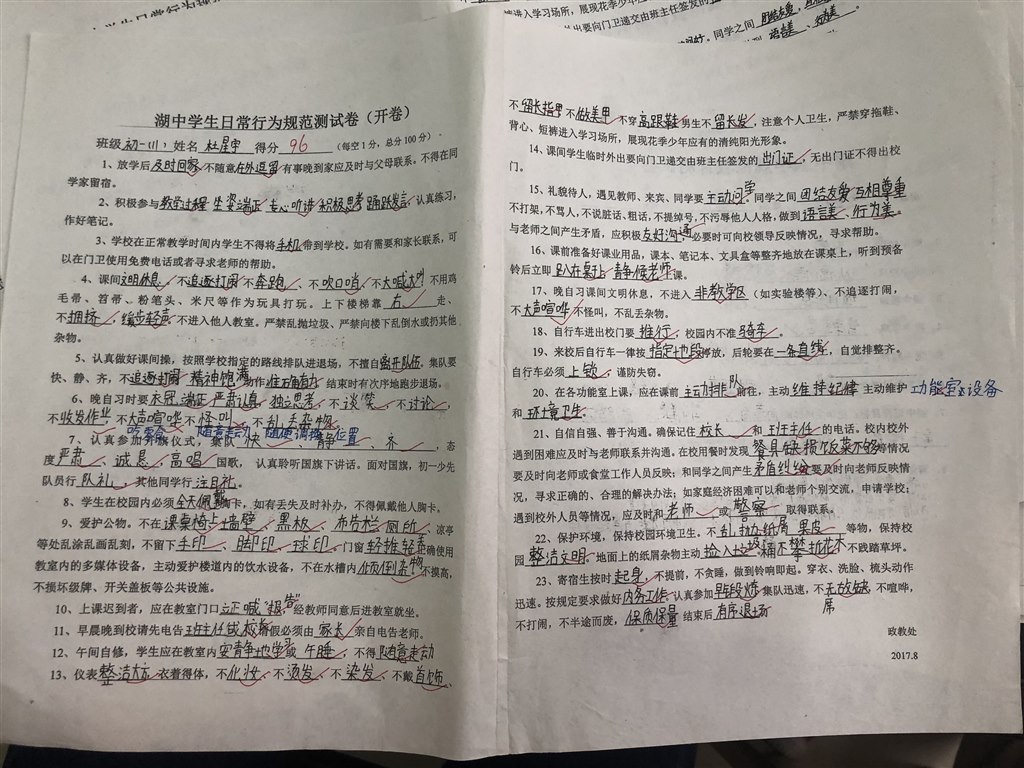 湖中学生日常行为规范测试卷（开卷）
班级 初一(1) 姓名 杜星宇 得分 96 （每空1分，总分100分）
1、放学后及时回家不随意在外逗留有事晚到家应及时与父母联系。不得在同
学家留宿。
2、积极参与教学过程 坐姿端正 专心听讲 积极思考 踊跃发言，认真练习，
作好笔记。
3、学校在正常教学时间内学生不得将手机带到学校。如有需要和家长联系，可
以在门卫使用免费电话或者寻求老师的帮助。
4、课间文明休息、不追逐打闹不奔跑、不吹口哨、不大喊大叫不用鸡
毛帚、笤帚、粉笔头、米尺等作为玩具打玩。上下楼梯靠 右 走、
不拥挤，缓步轻声不进入他人教室。严禁乱抛垃圾、严禁向楼下乱倒水或扔其他
杂物。
5、认真做好课间操，按照学校指定的路线排队进退场，不擅自离开队伍。集队要
快、静、齐，不追逐打闹 精神饱满 动作准确有力 结束时有次序地跑步退场。
6、晚自习时要衣冠端正 严肃认真 独立思考、不谈笑、不讨论，
不收发作业，不大声喧哗不怪叫、不乱丢杂物。
吃零食 随意走动 随便调换位置
7、认真参加升旗仪式，集队 快 、静 、齐 ，态
度严肃、诚恳，高唱国歌，认真聆听国旗下讲话。面对国旗，初一少先
队员行队礼，其他同学行注目礼。
8、学生在校园内必须全天佩戴胸卡，如有丢失及时补办，不得佩戴他人胸卡。
9、爱护公物。不在课桌椅上墙壁、黑板、布告栏 厕所、凉亭
等处乱涂乱画乱刻，不留下手印、脚印、球印。门窗轻推轻关正确使用
教室内的多媒体设备，主动爱护楼道内的饮水设备，不在水槽内倾倒杂物不摸高，
不损坏级牌、开关盖板等公共设施。
10、上课迟到者，应在教室门口立正喊“报告”经教师同意后进教室就坐。
11、早晨晚到校请先电告班主任或校长请假必须由家长亲自电告老师。
12、午间自修，学生应在教室内安静地学习或午睡，不得随意走动
13、仪表整洁大方 衣着得体，不化妆、不烫发、不染发、不戴首饰、
不留长指甲 不做美甲 不穿高跟鞋男生不留长发，注意个人卫生，严禁穿拖鞋、
背心、短裤进入学习场所，展现花季少年应有的清纯阳光形象。
14、课间学生临时外出要向门卫递交由班主任签发的出门证，无出门证不得出校
门。
15、礼貌待人，遇见教师、来宾、同学要主动问学 同学之间 团结友爱 互相尊重
不打架，不骂人，不说脏话、粗话，不提绰号，不污辱他人人格，做到语言美、行为美。
与老师之间产生矛盾，应积极友好沟通必要时可向校领导反映情况，寻求帮助。
16、课前准备好课业用品，课本、笔记本、文具盒等整齐地放在课桌上，听到预备
铃后立即趴在桌上 静候老师课。
17、晚自习课间文明休息，不进入非教学区（如实验楼等）、不追逐打闹，
不大声喧哗不怪叫，不乱丢杂物。
18、自行车进出校门要推行，校园内不准骑车。
19、来校后自行车一律按指定地段停放，后轮要在一条直线，自觉排整齐。
自行车必须上锁，谨防失窃。
20、在各功能室上课，应在课前主动排队前往，主动维持纪律主动维护功能室设备
和环境卫生。
21、自信自强、善于沟通。确保记住校长 和班主任的电话。校内校外
遇到困难应及时与老师联系并沟通。在校用餐时发现餐具缺损 饭菜不够等情况
要及时向老师或食堂工作人员反映；和同学之间产生矛盾纠纷要及时向老师反映情
况，寻求正确的、合理的解决办法；如家庭经济困难可以和老师个别交流，申请学校；
遇到校外人员等情况，应及时和老师 或警察 取得联系。
22、保护环境，保持校园环境卫生。不乱扔纸屑 果皮等物，保持校
园整洁文明。地面上的纸屑杂物主动捡入垃圾桶不攀折花木不践踏草坪。
23、寄宿生按时起身，不提前，不贪睡，做到铃响即起。穿衣、洗脸、梳头动作
迅速。按规定要求做好内务工作认真参加 集队迅速，不无故缺席 不喧哗，
不打闹，不半途而废，保质保量 结束后有序退场
政教处
2017.8